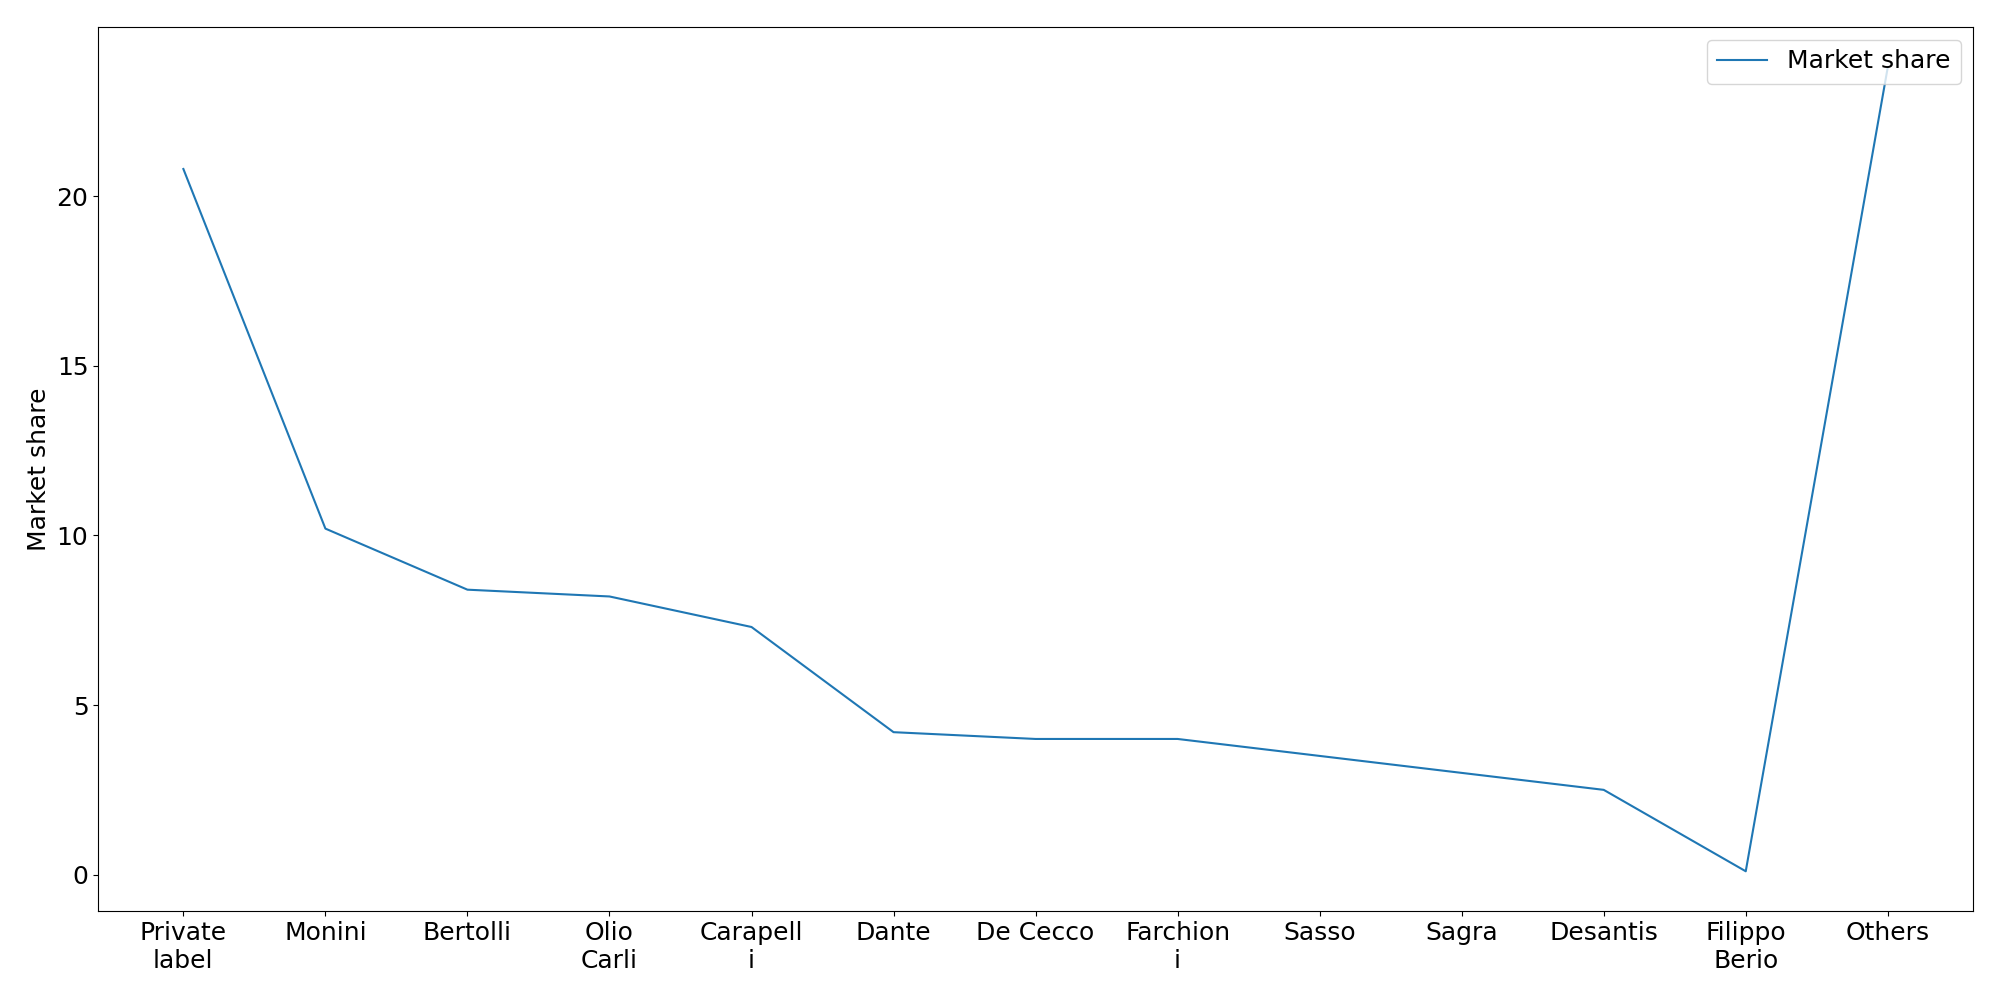 Market share
20
15
10
5
0
Market share
Private
label
Monini
Bertolli
Olio
Carli
Carapell
i
Dante
De Cecco
Farchion
i
Sasso
Sagra
Desantis
Filippo
Berio
Others